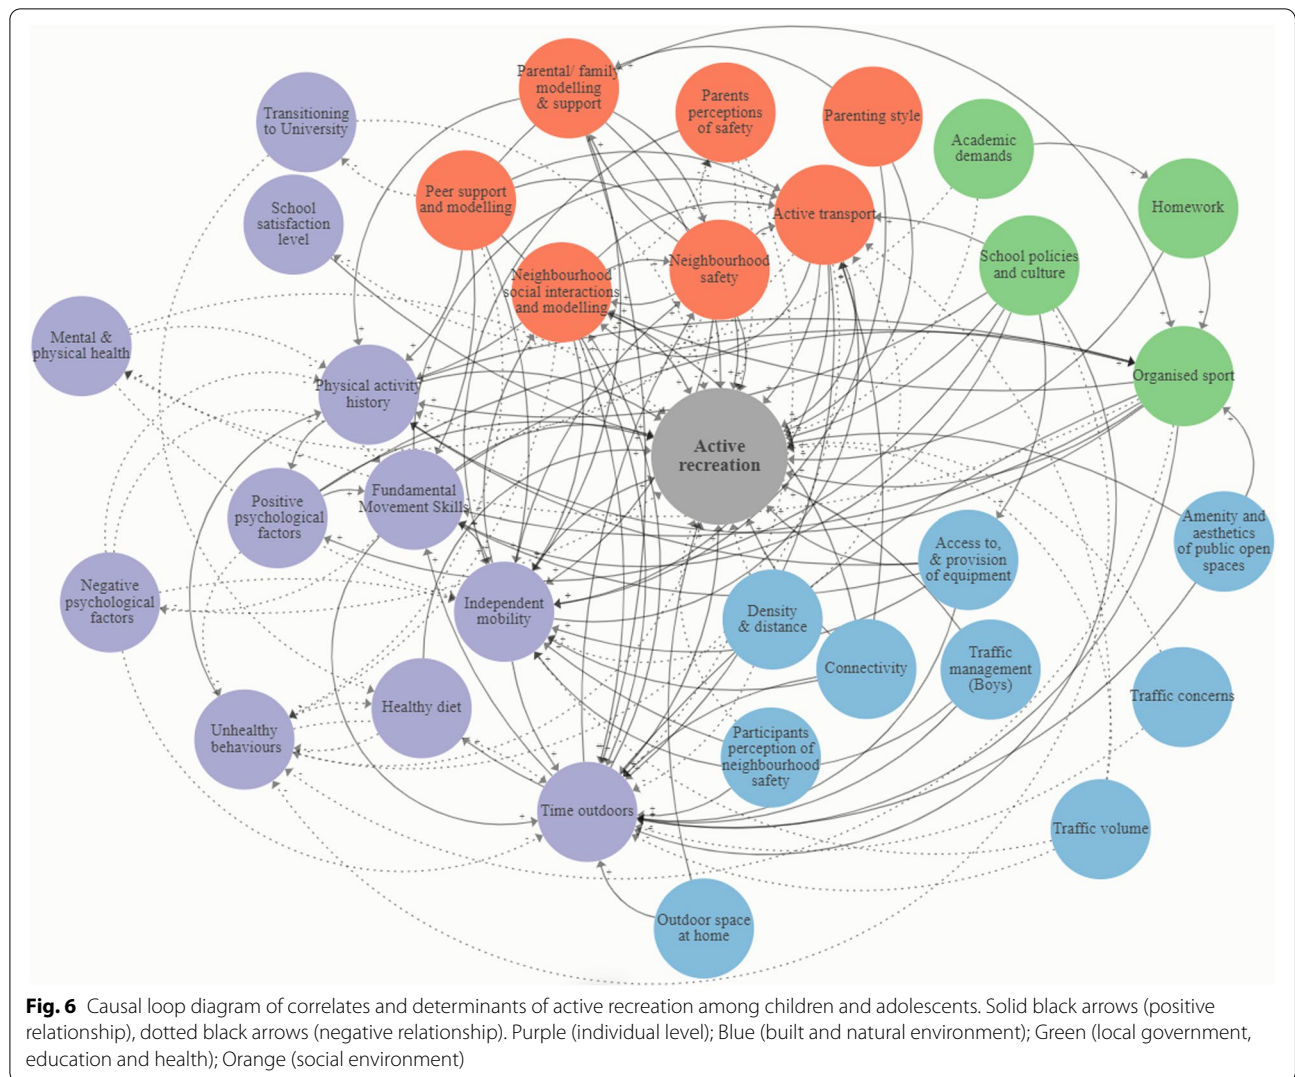 Parental/ family
modelling
& support
Parents
perceptions
of safety
Parenting style
Transitioning
to University
Academic
demands
Homework
Peer support
and modelling
Active transport
School
satisfaction
level
Neighbourhood
safety
School policies
and culture
Neighbourhood
social interactions
and modelling
Mental &
physical health
Physical activity
history
Organised sport
Active
recreation
Positive
psychological
factors
Fundamental
Movement Skills
Amenity and
aesthetics
of public open
spaces
Access to,
& provision
of equipment
Negative
psychological
factors
Independent
mobility
Density
& distance
Connectivity
Traffic
management
(Boys)
Traffic concerns
Healthy diet
Unhealthy
behaviours
Participants
perception of
neighbourhood
safety
Time outdoors
Traffic volume
Outdoor space
at home
Fig. 6 Causal loop diagram of correlates and determinants of active recreation among children and adolescents. Solid black arrows (positive
relationship), dotted black arrows (negative relationship). Purple (individual level); Blue (built and natural environment); Green (local government,
education and health); Orange (social environment)